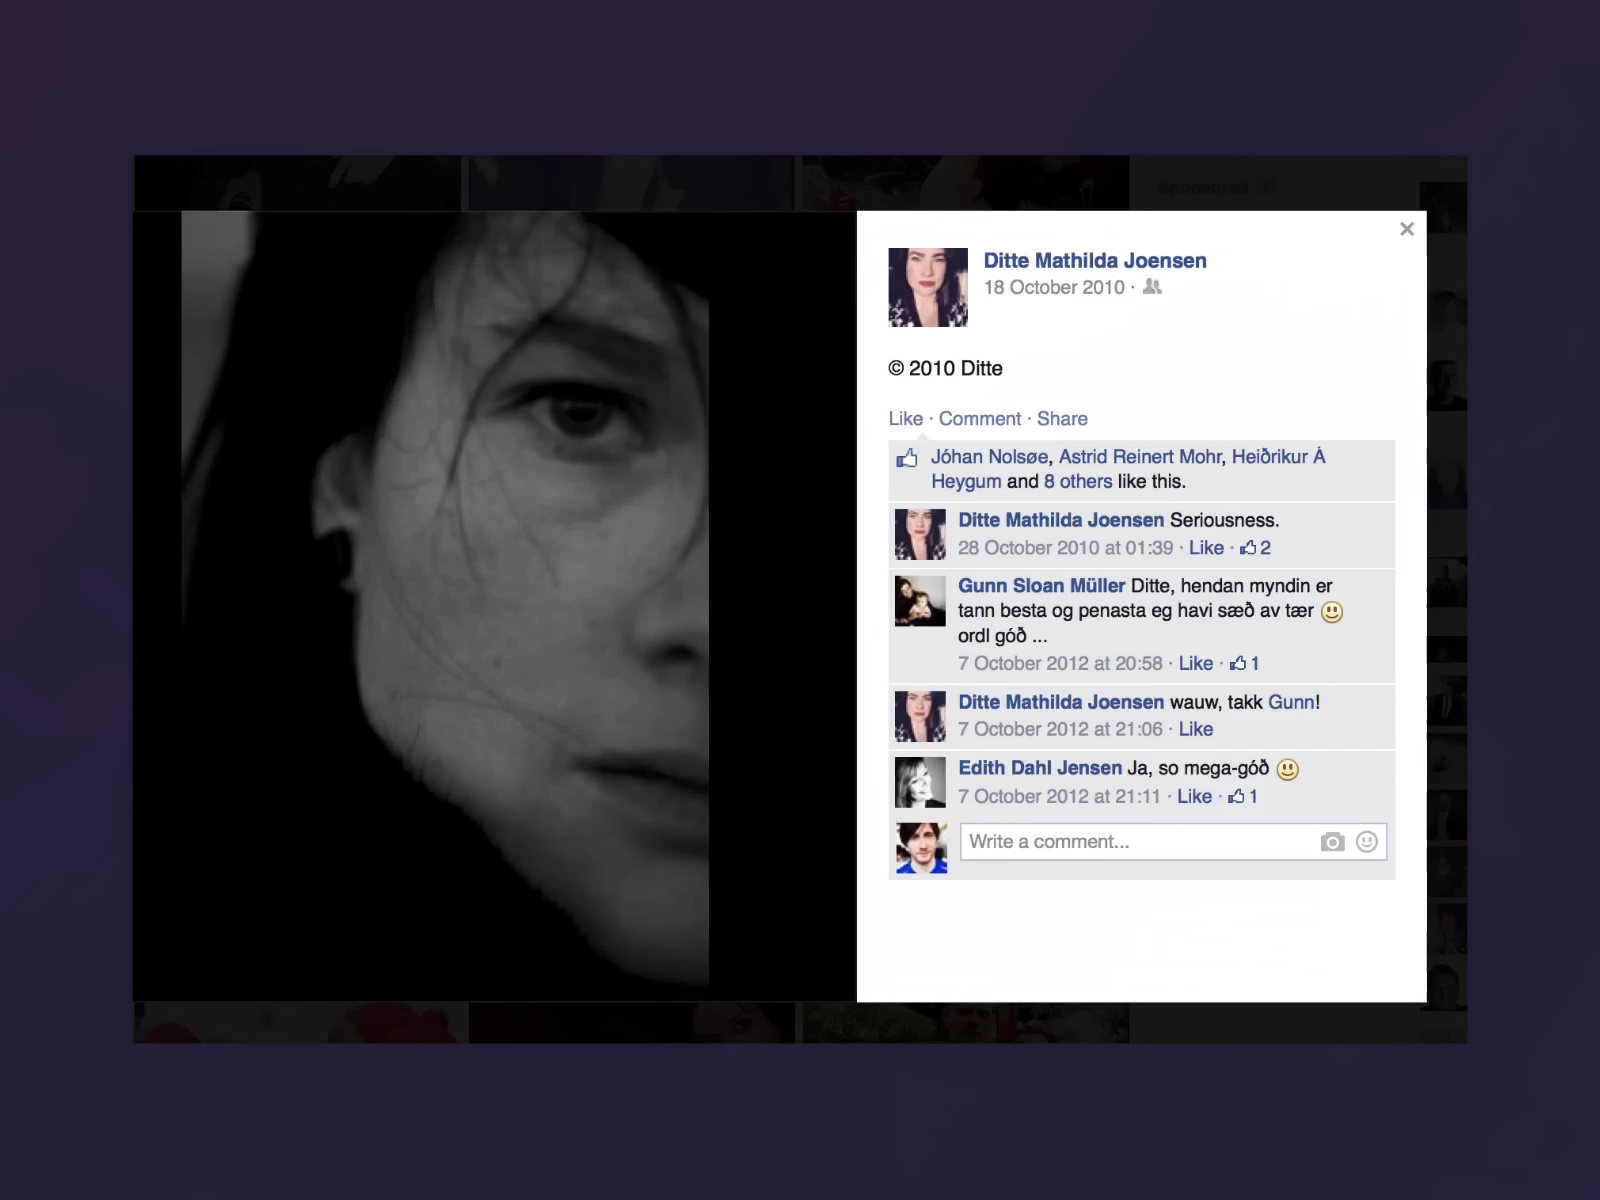 Sponsored
Ditte Mathilda Joensen
18 October 2010 ·
© 2010 Ditte
Like · Comment · Share
Jóhan Nolsøe, Astrid Reinert Mohr, Heiðrikur Á
Heygum and 8 others like this.
Ditte Mathilda Joensen Seriousness.
28 October 2010 at 01:39 · Like · 2
Gunn Sloan Müller Ditte, hendan myndin er
tann besta og penasta eg havi sæð av tær
ordl góð ...
7 October 2012 at 20:58 · Like · 1
Ditte Mathilda Joensen wauw, takk Gunn!
7 October 2012 at 21:06 · Like
Edith Dahl Jensen Ja, so mega-góð
7 October 2012 at 21:11 · Like · 1
Write a comment...